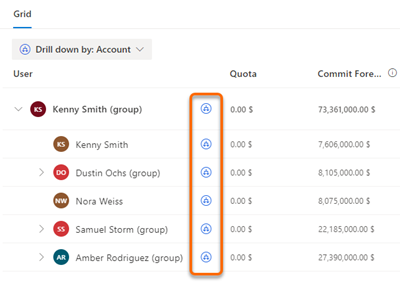 Grid
Drill down by: Account
User Quota Commit Fore...
KS Kenny Smith (group) 0.00 $ 73,361,000.00 $
KS Kenny Smith 0.00 $ 7,606,000.00 $
DO Dustin Ochs (group) 0.00 $ 8,105,000.00 $
NW Nora Weiss 0.00 $ 8,075,000.00 $
SS Samuel Storm (group) 0.00 $ 22,185,000.00 $
AR Amber Rodriguez (group) 0.00 $ 27,390,000.00 $